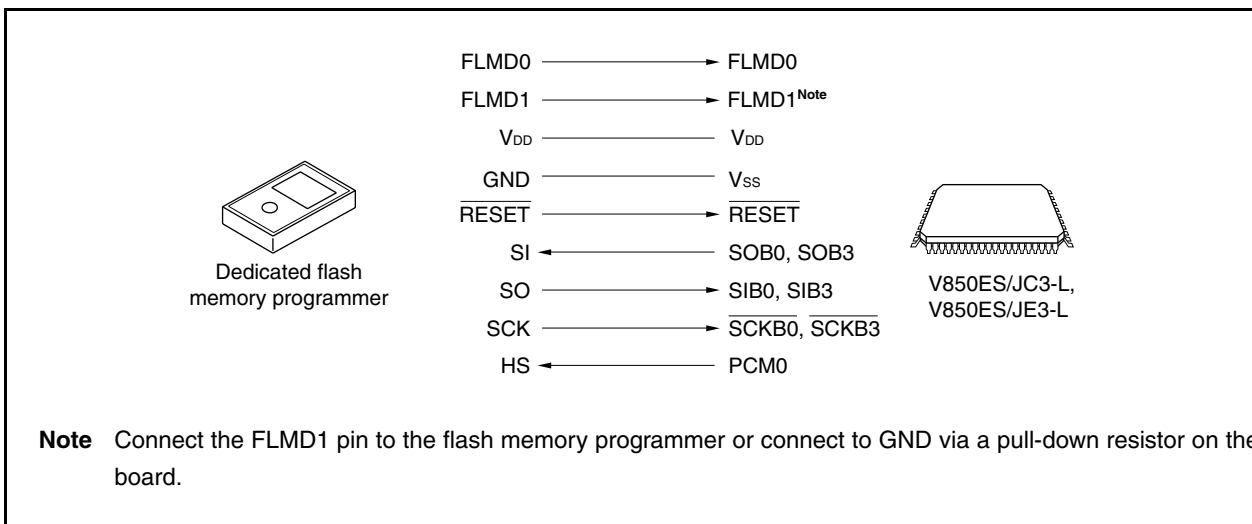 FLMD0 FLMD0
FLMD1 FLMD1Note
VDD VDD
GND VSS
RESET RESET
SI SOB0, SOB3
SO SIB0, SIB3
SCK SCKB0, SCKB3
HS PCM0
Dedicated flash
memory programmer
V850ES/JC3-L,
V850ES/JE3-L
Note Connect the FLMD1 pin to the flash memory programmer or connect to GND via a pull-down resistor on the
board.